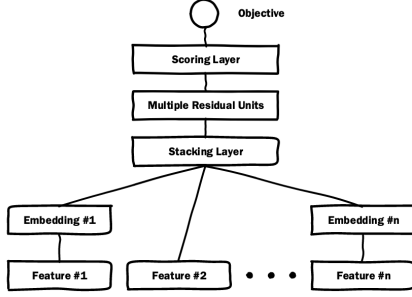 Objective
Scoring Layer
Multiple Residual Units
Stacking Layer
Embedding #1
Embedding #n
Feature #1
Feature #2
Feature #n